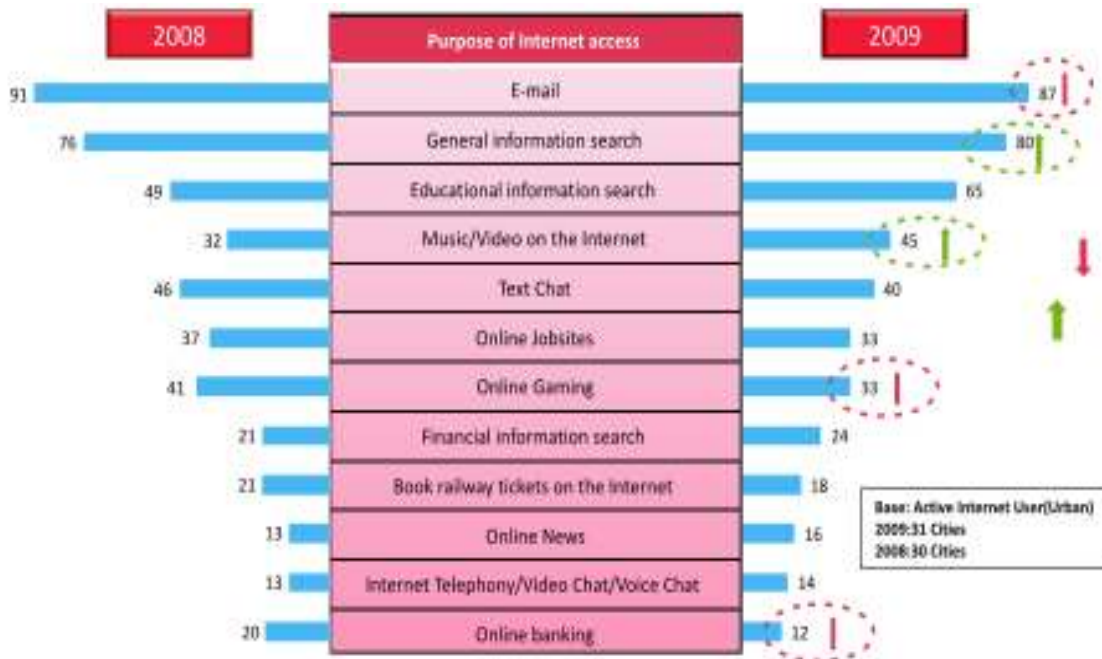 2008 Purpose of Internet access 2009
91 E-mail 87
76 General information search 80
49 Educational information search 65
32 Music/Video on the Internet 45
46 Text Chat 40
37 Online Jobsites 33
41 Online Gaming 33
21 Financial information search 24
21 Book railway tickets on the Internet 18
13 Online News 16
13 Internet Telephony/Video Chat/Voice Chat 14
20 Online banking 12
Base: Active Internet User(Urban)
2009:31 Cities
2008:30 Cities